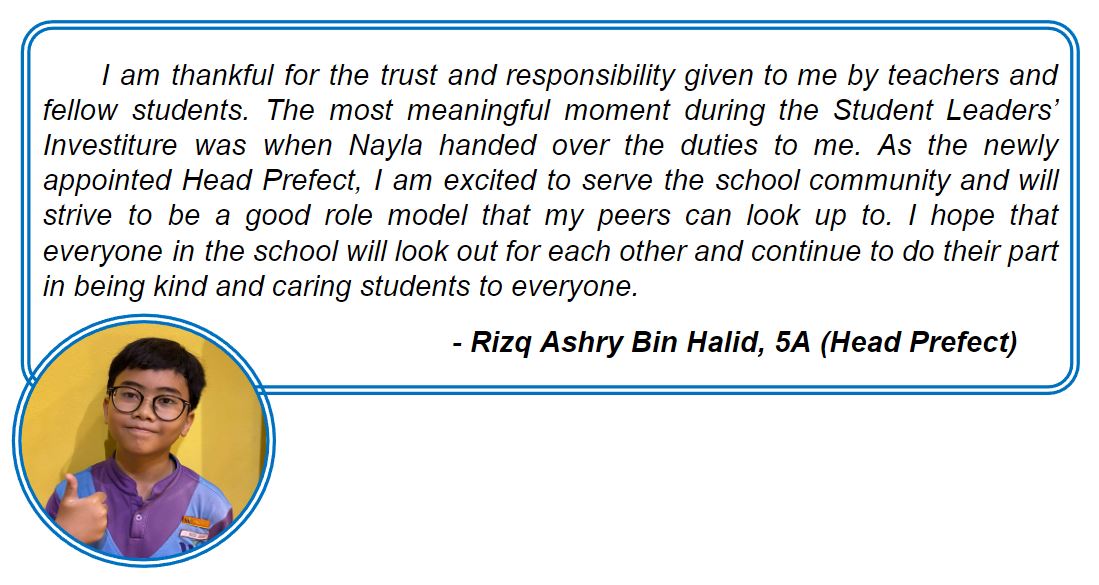 I am thankful for the trust and responsibility given to me by teachers and
fellow students. The most meaningful moment during the Student Leaders’
Investiture was when Nayla handed over the duties to me. As the newly
appointed Head Prefect, I am excited to serve the school community and will
strive to be a good role model that my peers can look up to. I hope that
everyone in the school will look out for each other and continue to do their part
in being kind and caring students to everyone.
- Rizq Ashry Bin Halid, 5A (Head Prefect)